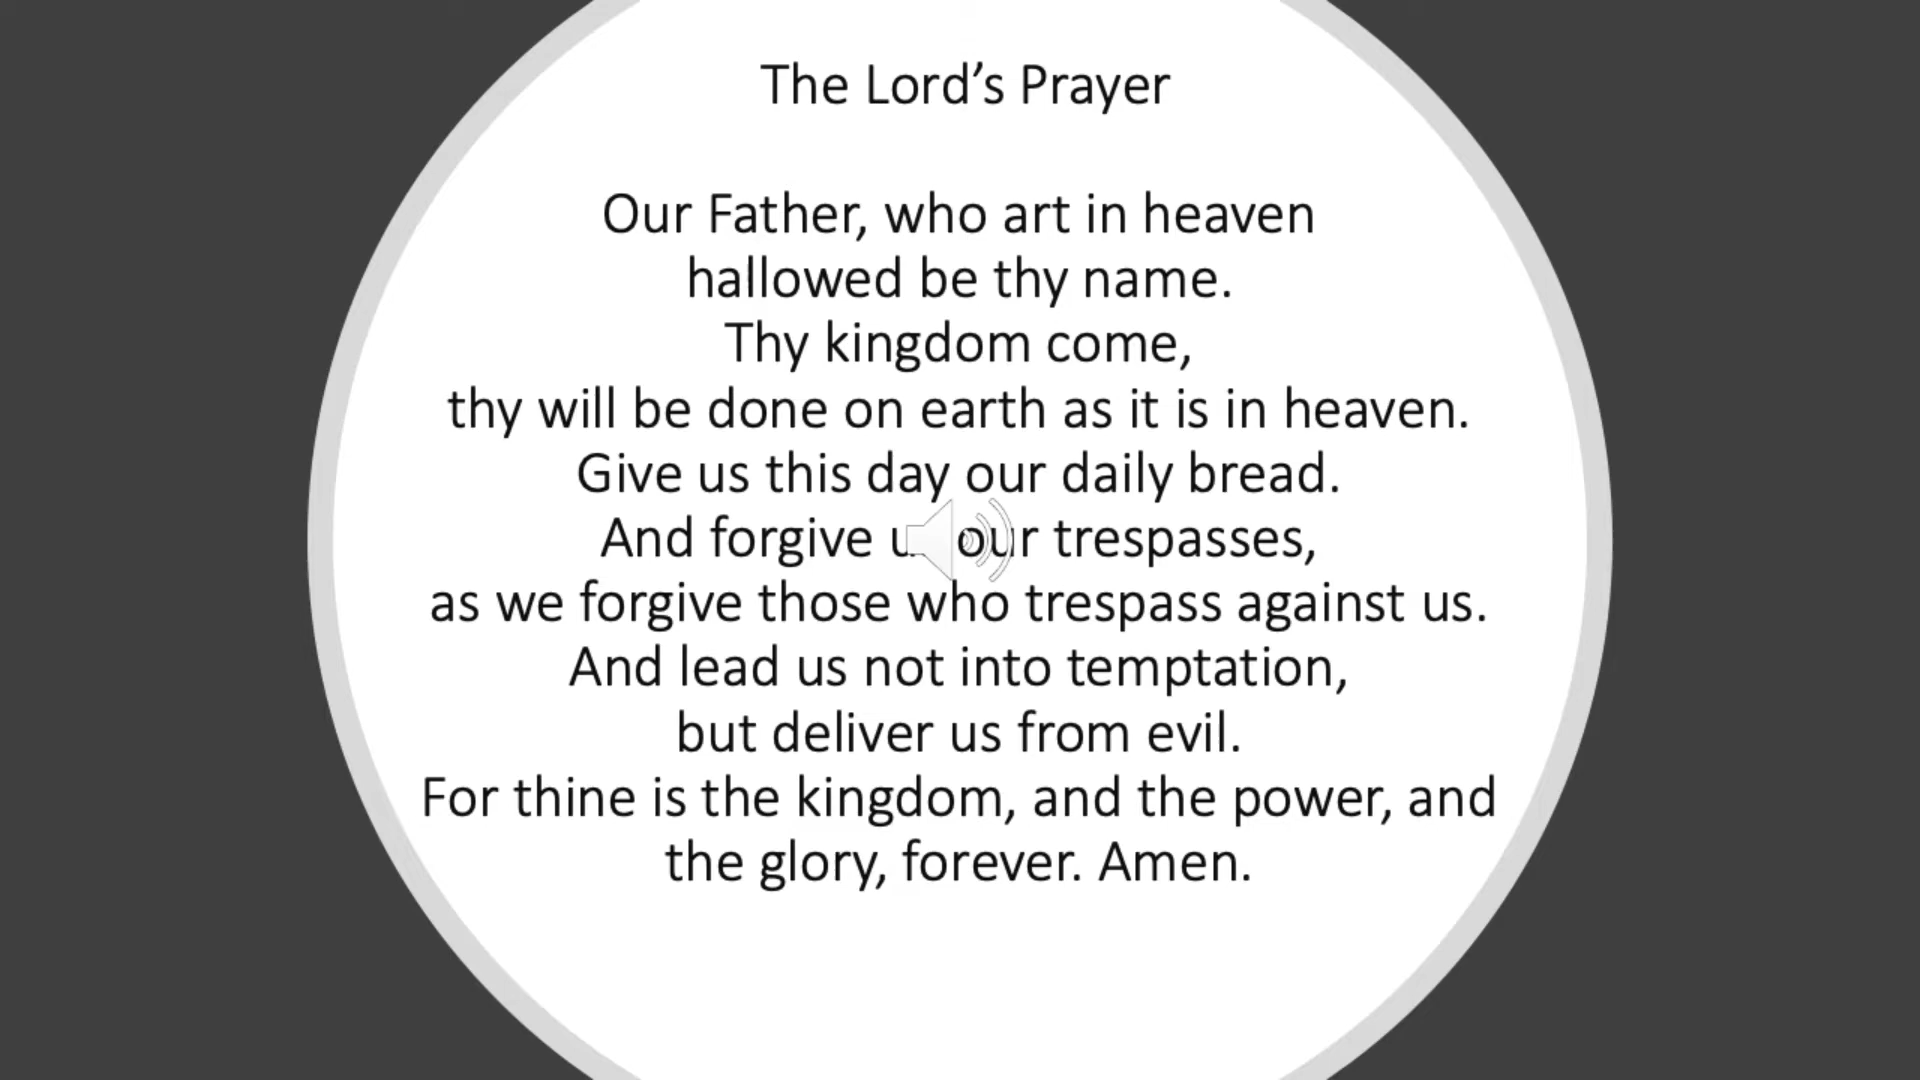 The Lord's Prayer
Our Father, who art in heaven
hallowed be thy name.
Thy kingdom come,
thy will be done on earth as it is in heaven.
Give us this day our daily bread.
And forgive our trespasses,
as we forgive those who trespass against us.
And lead us not into temptation,
but deliver us from evil.
For thine is the kingdom, and the power, and
the glory, forever. Amen.